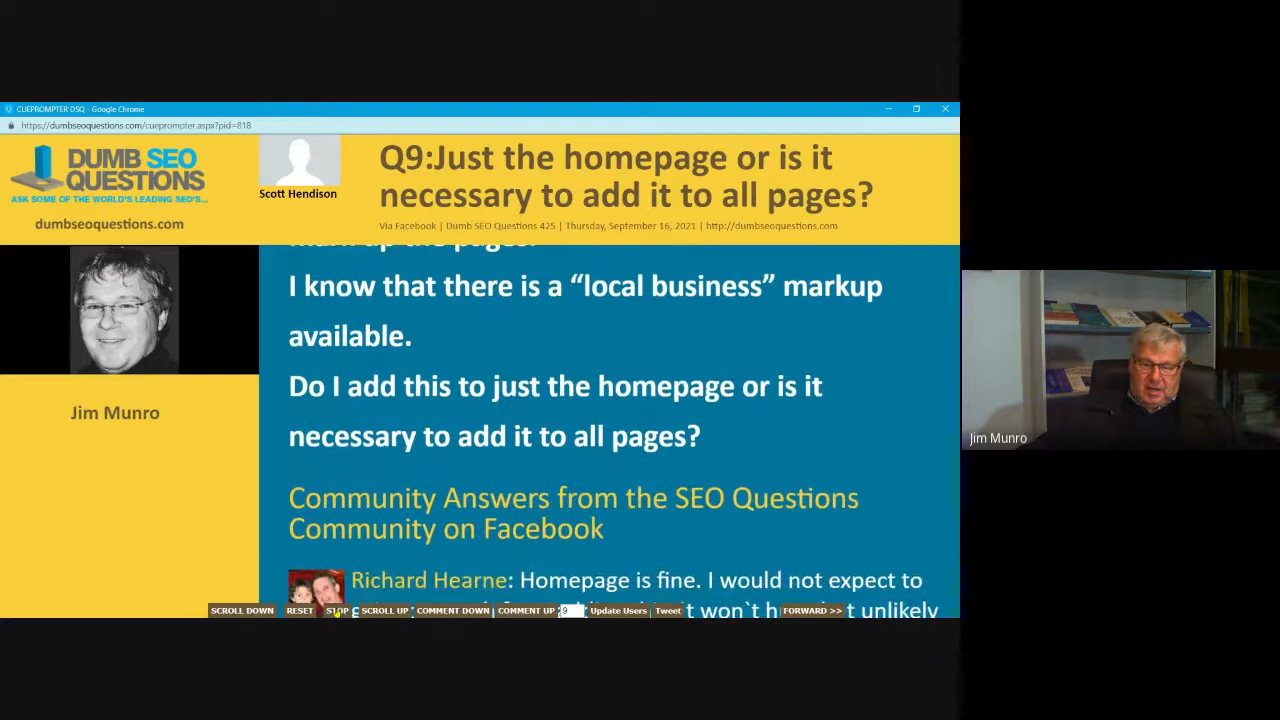 CUEPROMPTER DSQ - Google Chrome
https://dumbseoquestions.com/cueprompter.aspx?pid=818
DUMB SEO
QUESTIONS
ASK SOME OF THE WORLD'S LEADING SEO'S...
dumbseoquestions.com
Scott Hendison
Q9:Just the homepage or is it
necessary to add it to all pages?
Via Facebook | Dumb SEO Questions 425 | Thursday, September 16, 2021 | http://dumbseoquestions.com
Jim Munro
I know that there is a “local business” markup
available.
Do I add this to just the homepage or is it
necessary to add it to all pages?
Community Answers from the SEO Questions
Community on Facebook
Richard Hearne: Homepage is fine. I would not expect to
unlikely
SCROLL DOWN RESET STOP SCROLL UP COMMENT DOWN COMMENT UP 9 Update Users Tweet FORWARD >>
Jim Munro